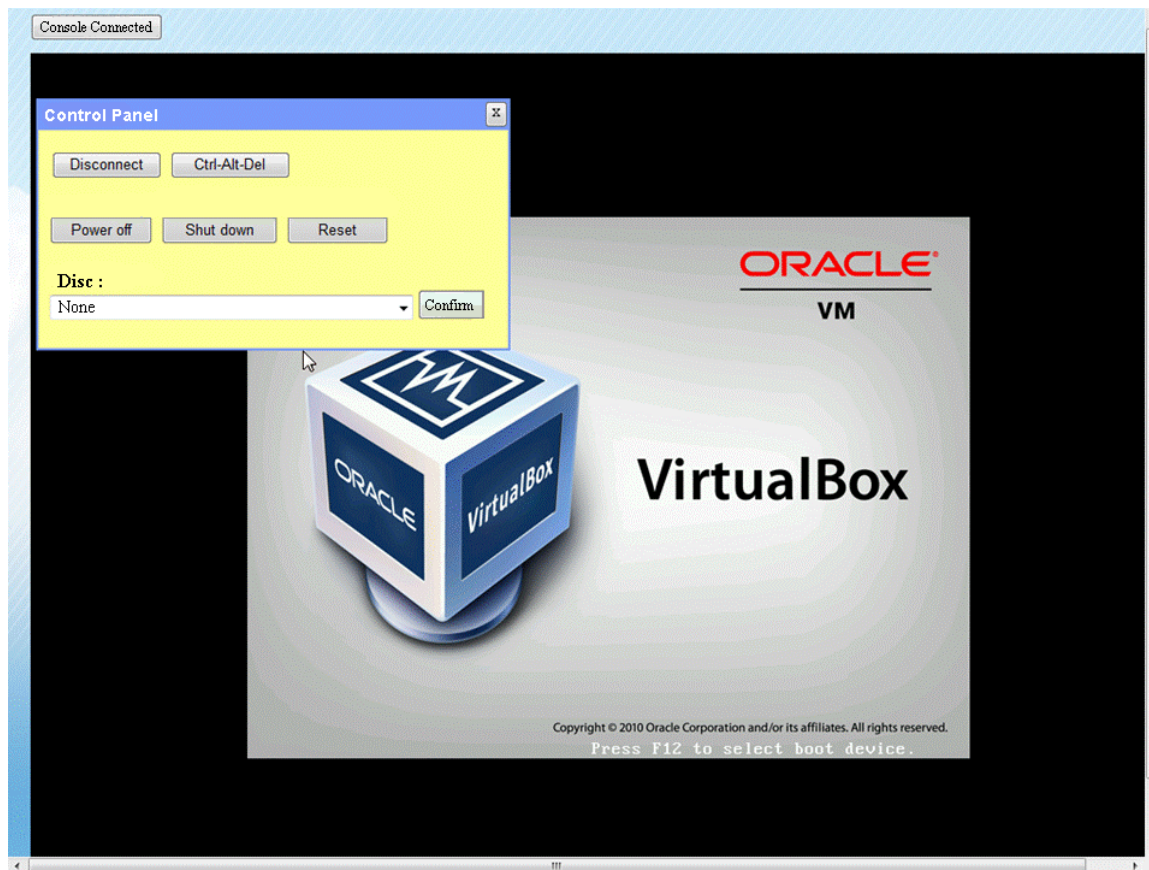 Console Connected
Control Panel
x
Disconnect Ctrl-Alt-Del
Power off Shut down Reset
Disc :
None Confirm
ORACLE
VM
ORACLE
VirtualBox
VirtualBox
Copyright © 2010 Oracle Corporation and/or its affiliates. All rights reserved.
Press F12 to select boot device.